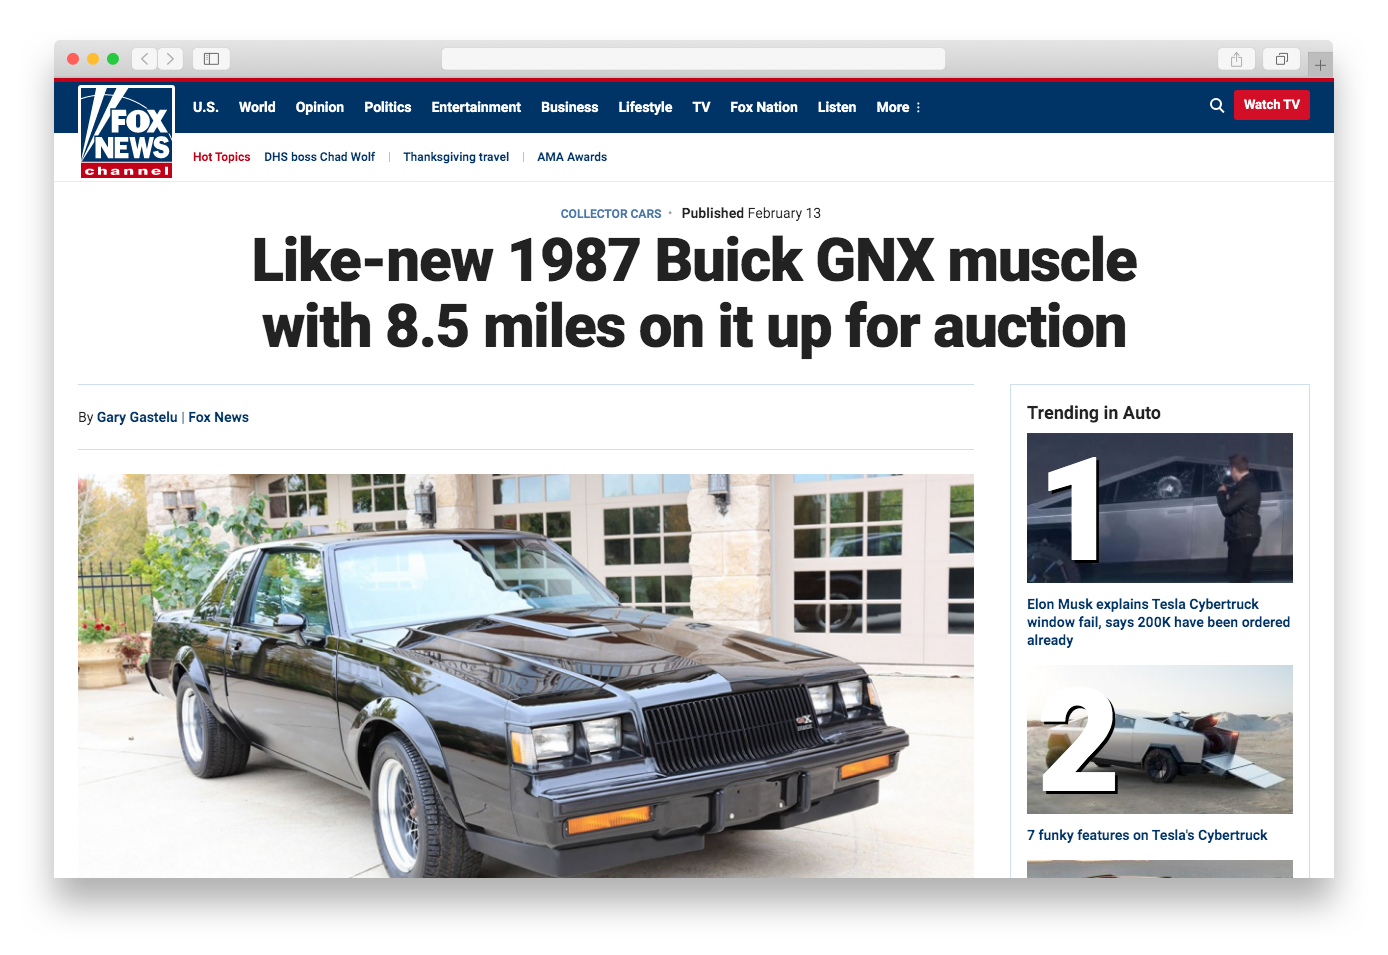 U.S. World Opinion Politics Entertainment Business Lifestyle TV Fox Nation Listen More
Watch TV
FOX
NEWS
channel
Hot Topics DHS boss Chad Wolf Thanksgiving travel AMA Awards
COLLECTOR CARS · Published February 13
Like-new 1987 Buick GNX muscle
with 8.5 miles on it up for auction
By Gary Gastelu | Fox News
Trending in Auto
1
Elon Musk explains Tesla Cybertruck
window fail, says 200K have been ordered
already
2
7 funky features on Tesla's Cybertruck